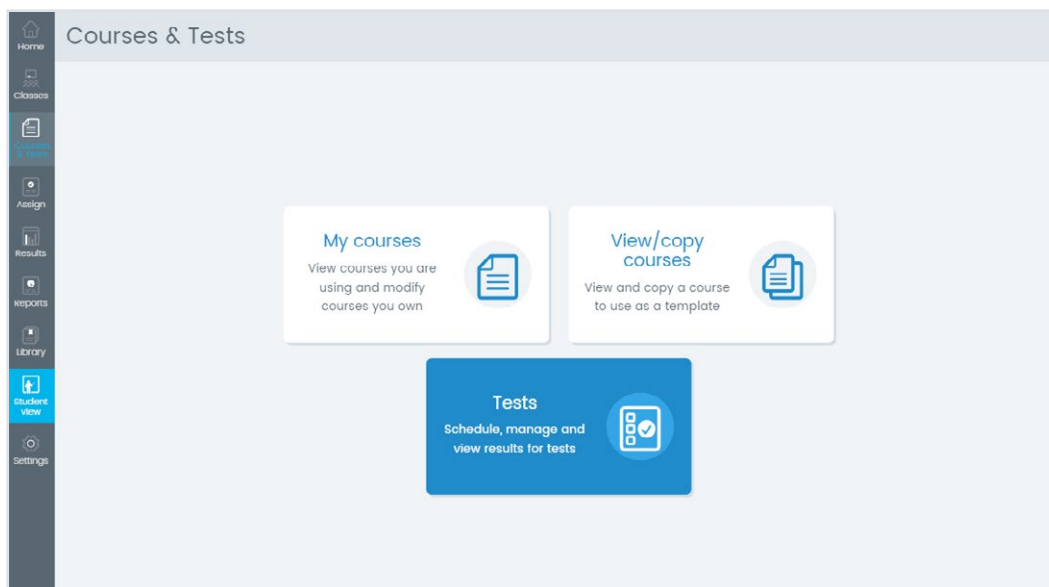 Home
Courses & Tests
Classes
Courses
& Tests
Assign
Results
Reports
Library
Student
view
Settings
My courses
View courses you are
using and modify
courses you own
View/copy
courses
View and copy a course
to use as a template
Tests
Schedule, manage and
view results for tests